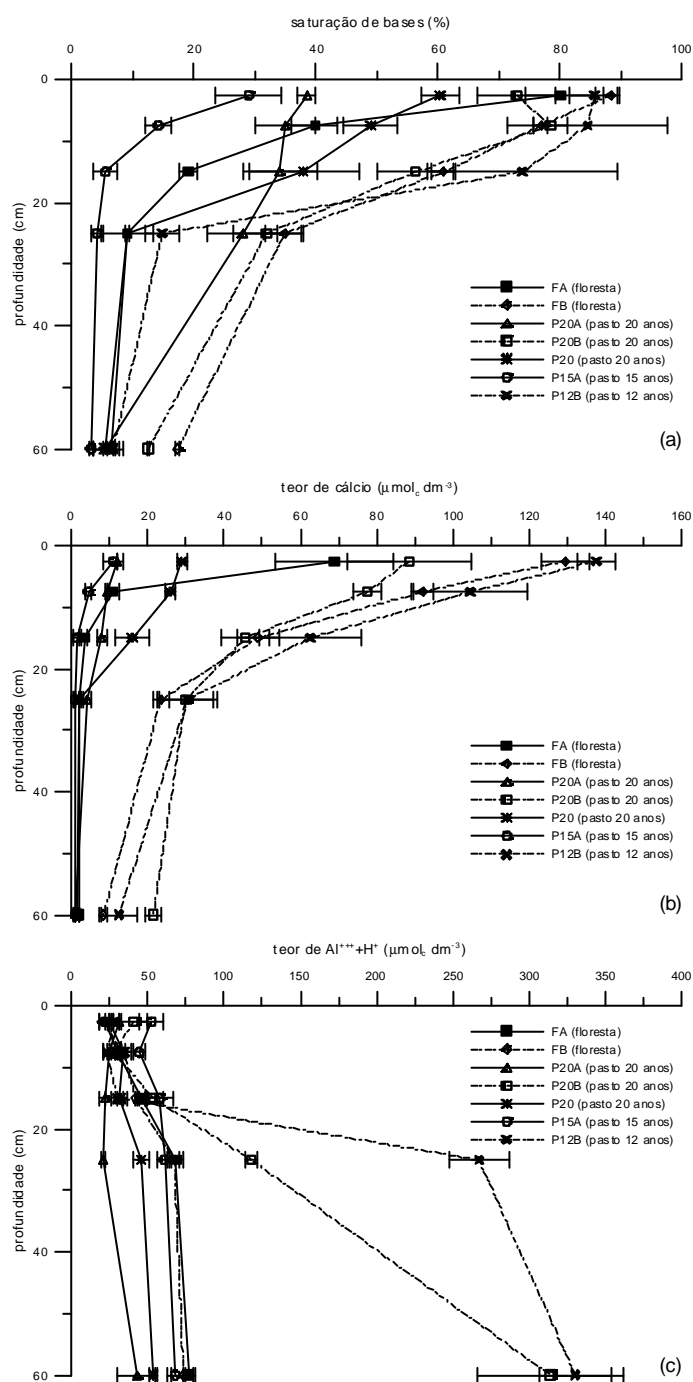 saturação de bases (%)
0 20 40 60 80 100
0
20
40
60
profundidade (cm)
FA (floresta)
FB (floresta)
P20A (pasto 20 anos)
P20B (pasto 20 anos)
P20 (pasto 20 anos)
P15A (pasto 15 anos)
P12B (pasto 12 anos)
(a)
teor de cálcio (μmol_c dm⁻³)
0 20 40 60 80 100 120 140 160
0
20
40
60
profundidade (cm)
FA (floresta)
FB (floresta)
P20A (pasto 20 anos)
P20B (pasto 20 anos)
P20 (pasto 20 anos)
P15A (pasto 15 anos)
P12B (pasto 12 anos)
(b)
teor de Al⁺⁺⁺+H⁺ (μmol_c dm⁻³)
0 50 100 150 200 250 300 350 400
0
20
40
60
profundidade (cm)
FA (floresta)
FB (floresta)
P20A (pasto 20 anos)
P20B (pasto 20 anos)
P20 (pasto 20 anos)
P15A (pasto 15 anos)
P12B (pasto 12 anos)
(c)